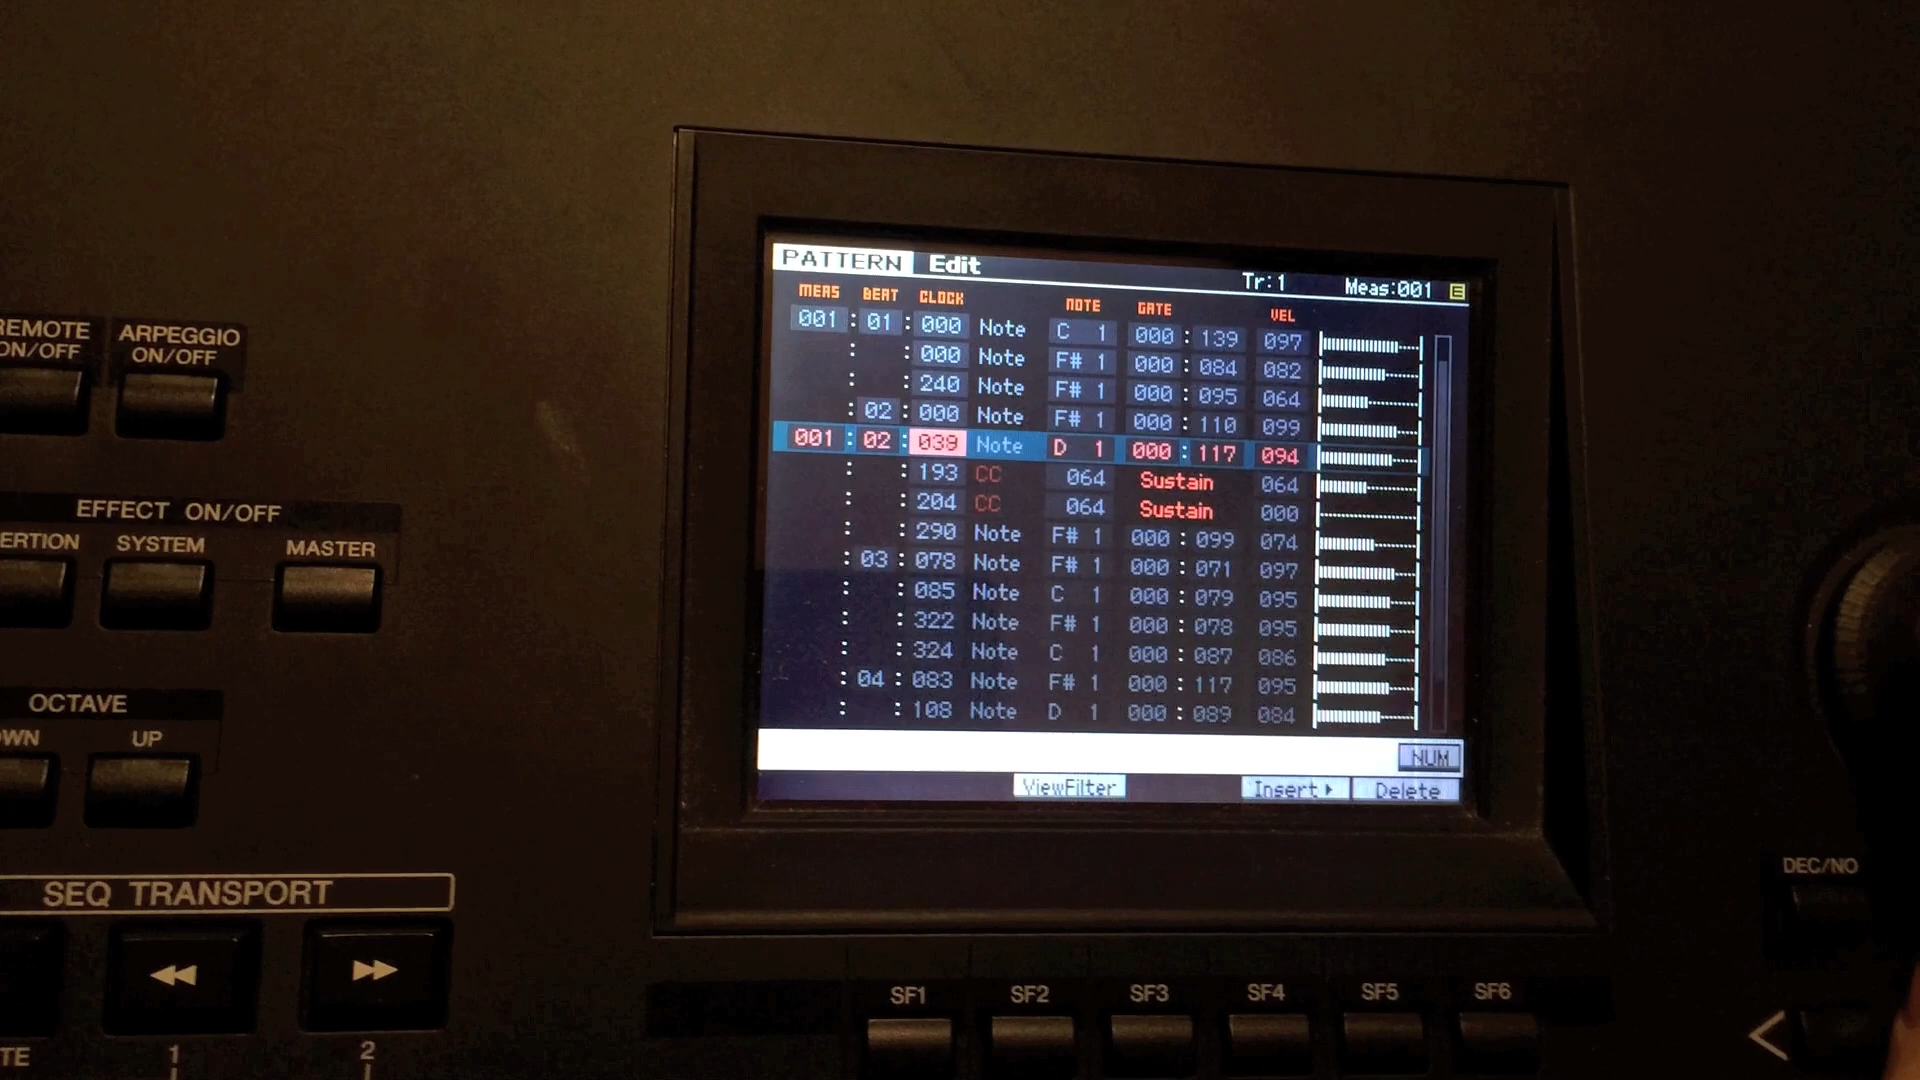 PATTERN Edit Tr:1 Meas:001 E
MEAS BEAT CLOCK NOTE GATE VEL
001 : 01 : 000 Note C 1 000 : 139 097
: : 000 Note F# 1 000 : 084 082
: : 240 Note F# 1 000 : 095 064
: 02 : 000 Note F# 1 000 : 110 099
001 : 02 : 039 Note D 1 000 : 117 094
: : 193 CC 064 Sustain 064
: : 204 CC 064 Sustain 000
: : 290 Note F# 1 000 : 099 074
: 03 : 078 Note F# 1 000 : 071 097
: : 085 Note C 1 000 : 079 095
: : 322 Note F# 1 000 : 078 095
: : 324 Note C 1 000 : 087 086
: 04 : 083 Note F# 1 000 : 117 095
: : 108 Note D 1 000 : 089 084
NUM
ViewFilter Insert Delete
REMOTE ARPEGGIO
ON/OFF ON/OFF
EFFECT ON/OFF
ERTION SYSTEM MASTER
OCTAVE
OWN UP
SEQ TRANSPORT
TE 1 2
SF1 SF2 SF3 SF4 SF5 SF6
DEC/NO